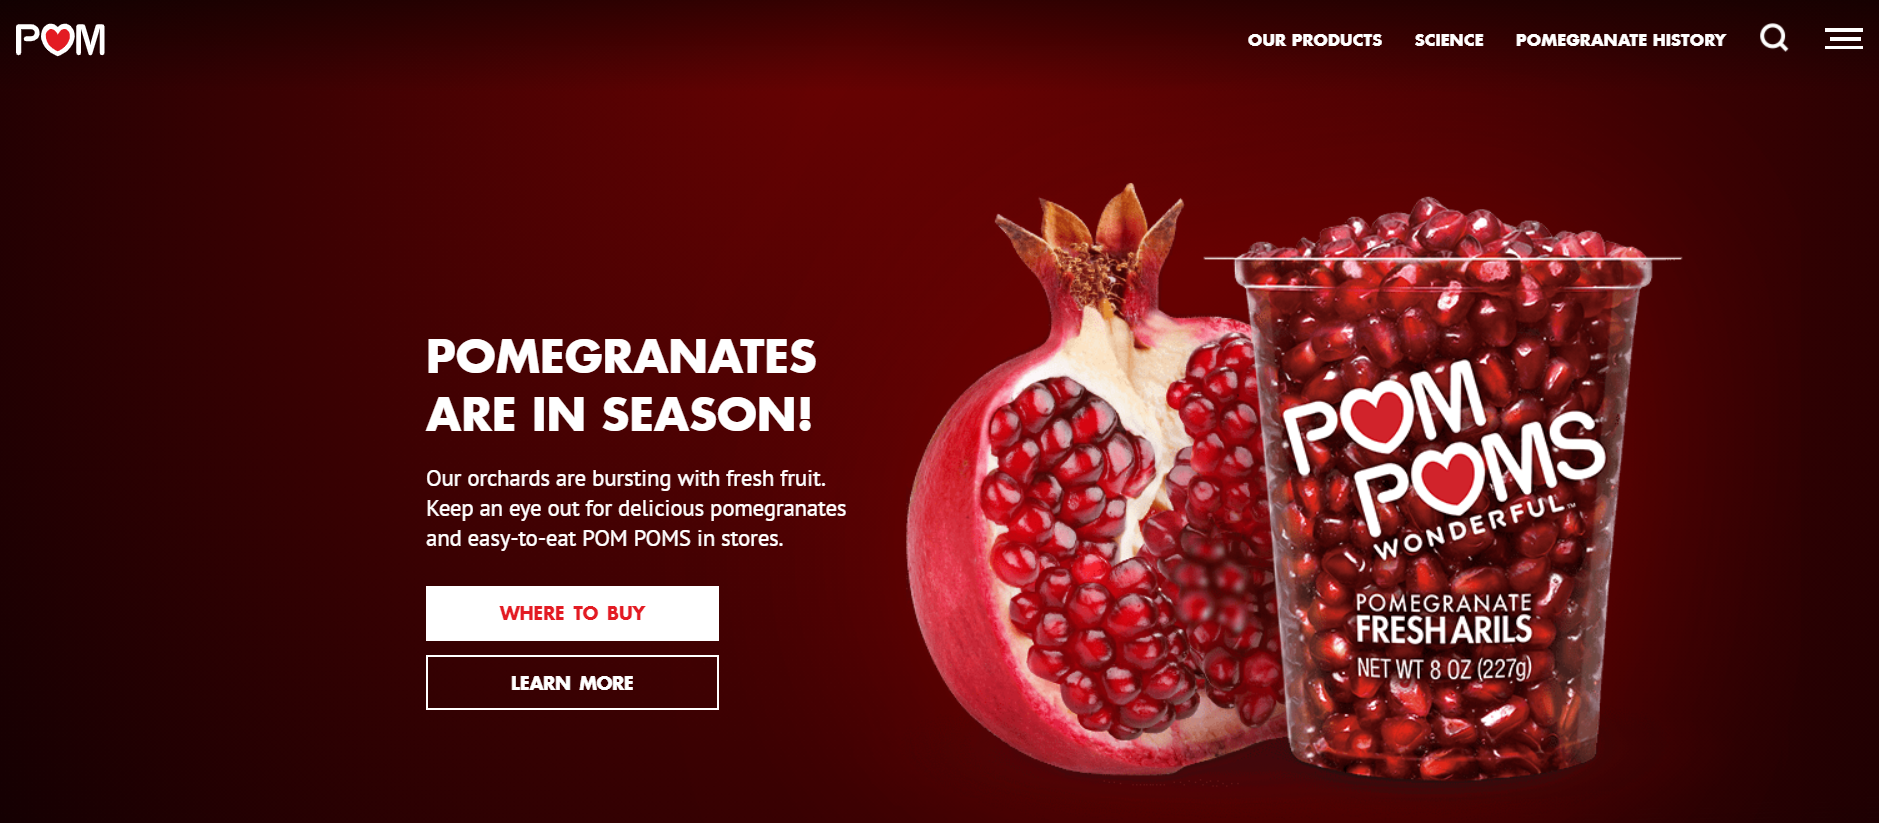 POM
OUR PRODUCTS
SCIENCE
POMEGRANATE HISTORY
POMEGRANATES
ARE IN SEASON!
Our orchards are bursting with fresh fruit.
Keep an eye out for delicious pomegranates
and easy-to-eat POM POMS in stores.
WHERE TO BUY
LEARN MORE
POM
POMS
WONDERFUL™
POMEGRANATE
FRESH ARILS
NET WT 8 OZ (227g)